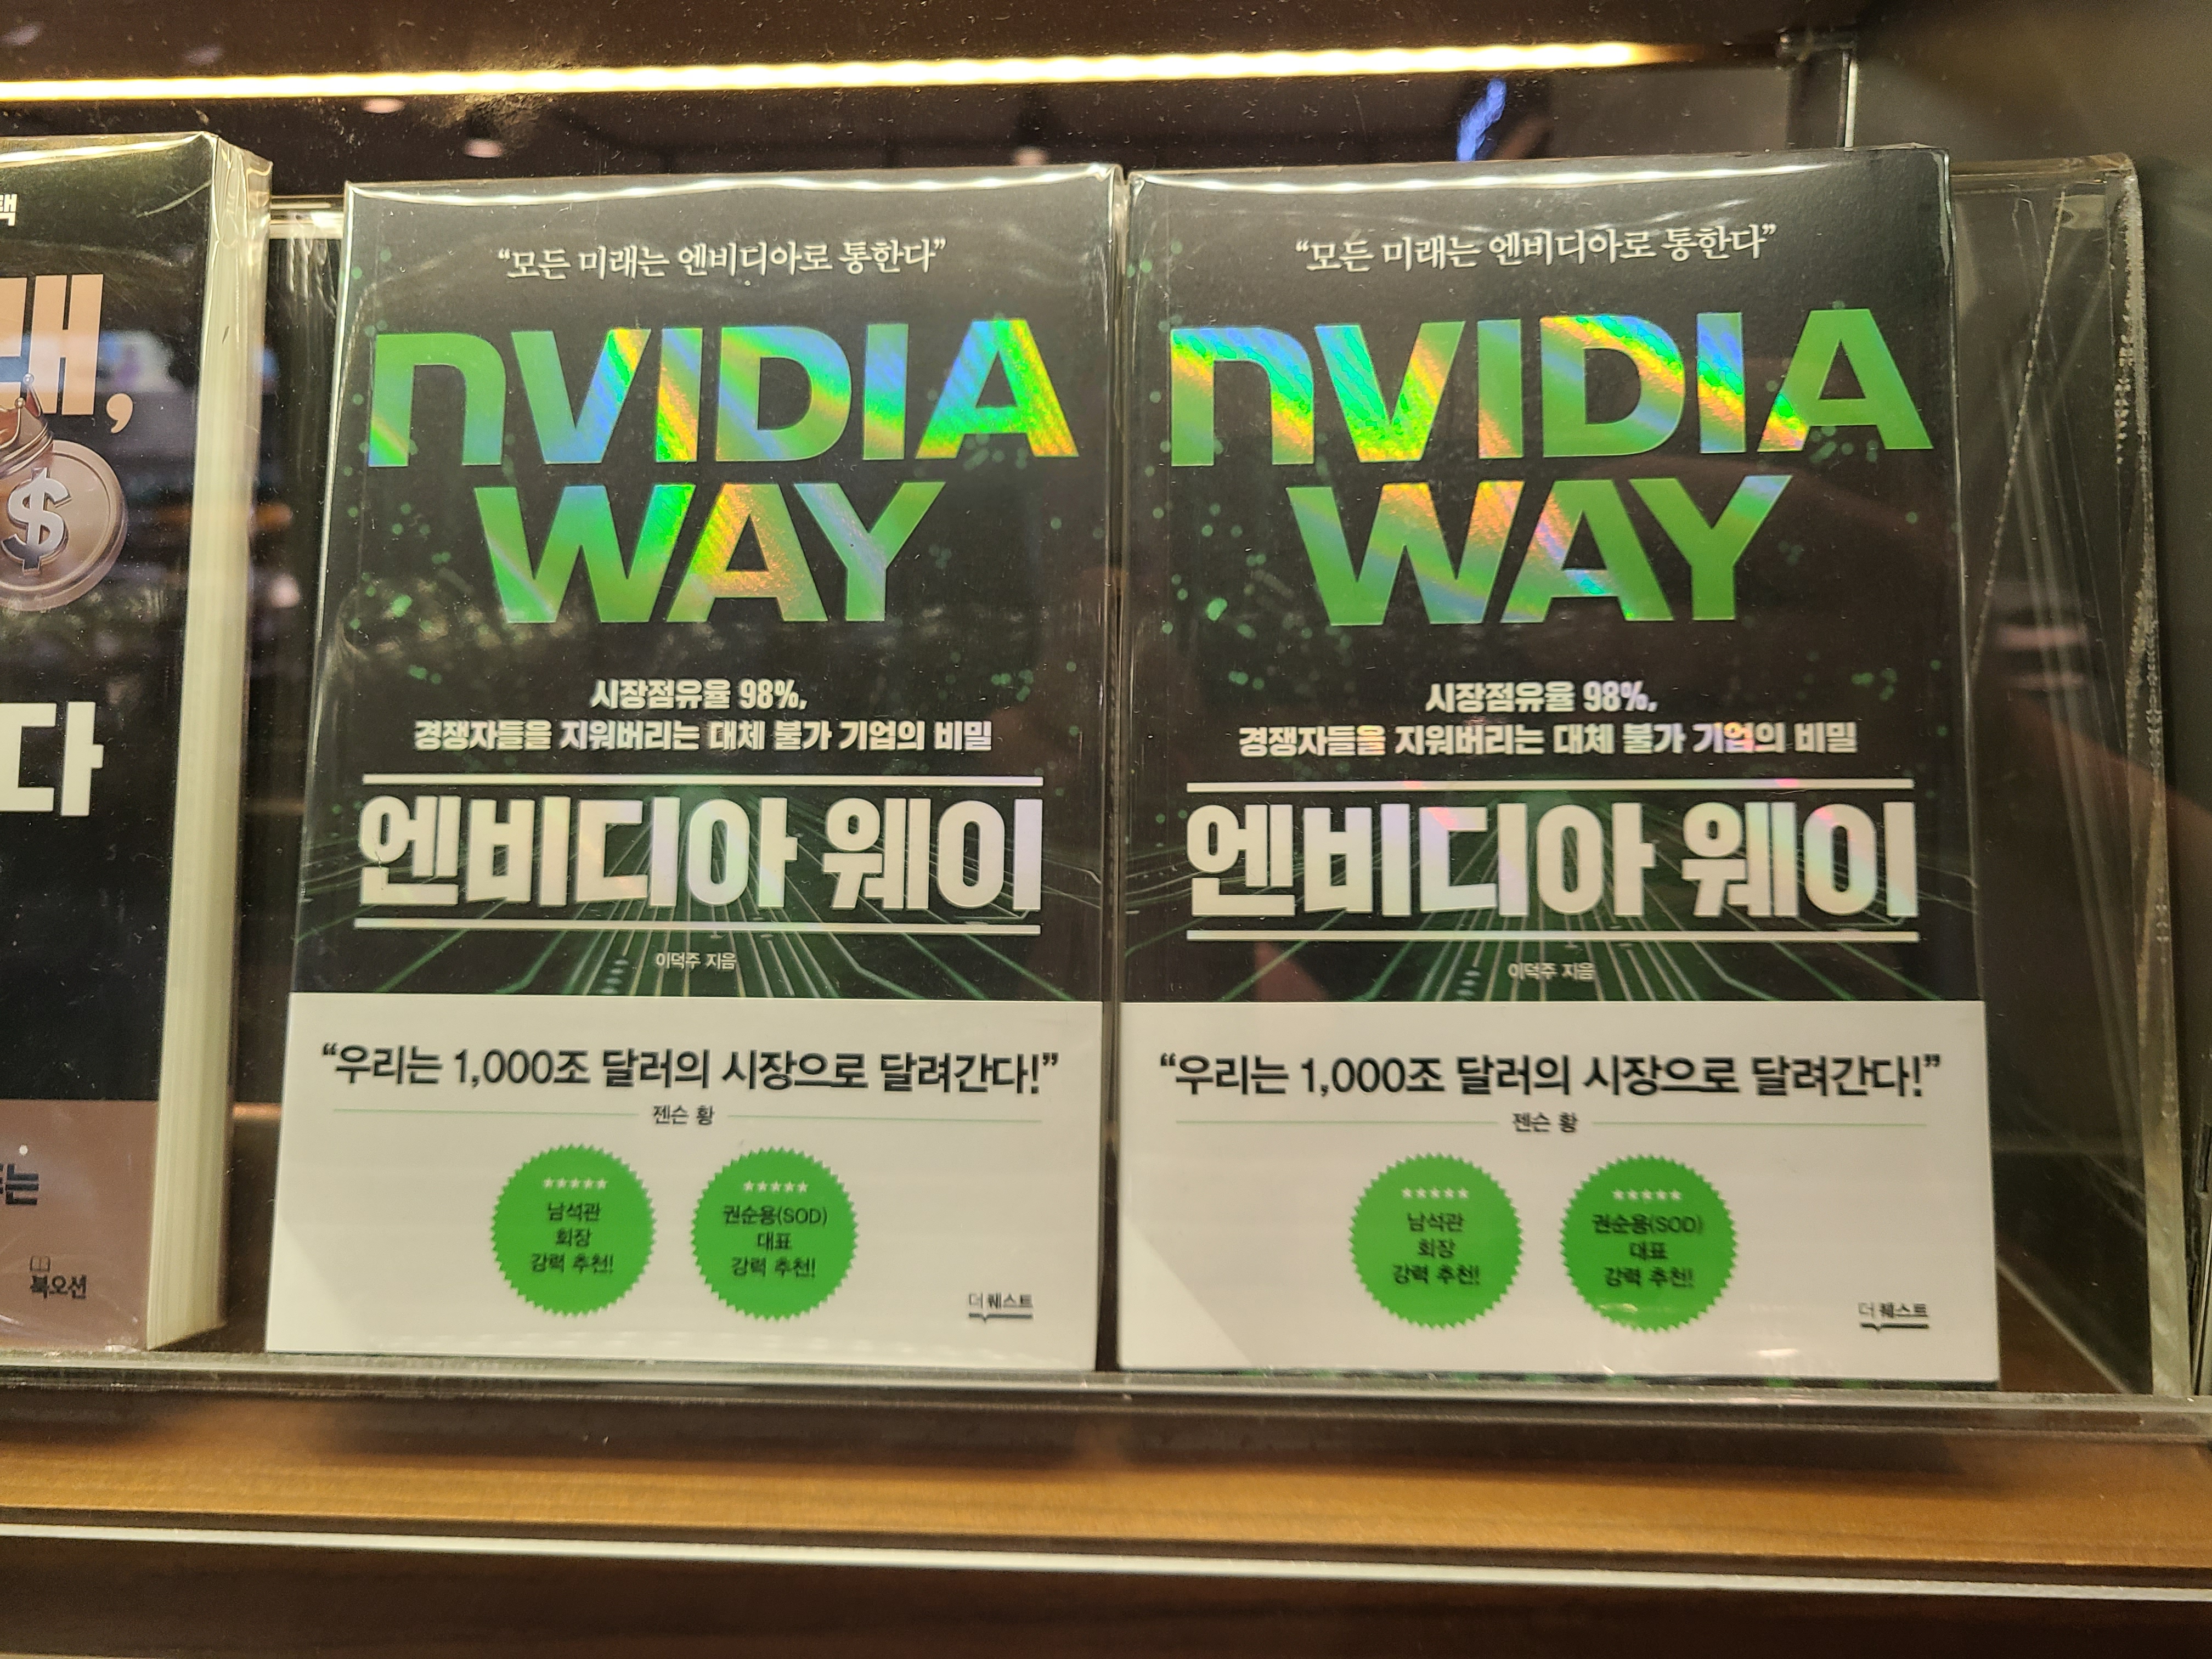 택
대,
$
다
주는
북오션
“모든 미래는 엔비디아로 통한다”
nVIDIA
WAY
시장점유율 98%,
경쟁자들을 지워버리는 대체 불가 기업의 비밀
엔비디아 웨이
이덕주 지음
“우리는 1,000조 달러의 시장으로 달려간다!”
젠슨 황
★★★★★
남석관
회장
강력 추천!
★★★★★
권순용(SOD)
대표
강력 추천!
더 퀘스트
“모든 미래는 엔비디아로 통한다”
nVIDIA
WAY
시장점유율 98%,
경쟁자들을 지워버리는 대체 불가 기업의 비밀
엔비디아 웨이
이덕주 지음
“우리는 1,000조 달러의 시장으로 달려간다!”
젠슨 황
★★★★★
남석관
회장
강력 추천!
★★★★★
권순용(SOD)
대표
강력 추천!
더 퀘스트